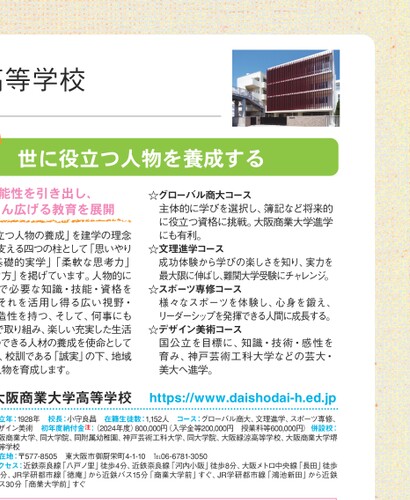 高等学校
世に役立つ人物を養成する
能性を引き出し、
ん広げる教育を展開
立つ人物の養成」を建学の理念
支える四つの柱として「思いやり
基礎的実学」「柔軟な思考力」
方」を掲げています。人物的に
で必要な知識・技能・資格を
それを活用し得る広い視野・
造性を持つ、そして、何事にも
で取り組み、楽しい充実した生活
できる人材の養成を使命として
、校訓である「誠実」の下、地域
人物を育成します。
☆グローバル商大コース
主体的に学びを選択し、簿記など将来的
に役立つ資格に挑戦。大阪商業大学進学
にも有利。
☆文理進学コース
成功体験から学びの楽しさを知り、実力を
最大限に伸ばし、難関大学受験にチャレンジ。
☆スポーツ専修コース
様々なスポーツを体験し、心身を鍛え、
リーダーシップを発揮できる人間に成長する。
☆デザイン美術コース
国公立を目標に、知識・技術・感性を
育み、神戸芸術工科大学などの芸大・
美大へ進学。
大阪商業大学高等学校 https://www.daishodai-h.ed.jp
立年：1928年 校長：小守良昌 在籍生徒数：1,152人 コース：グローバル商大、文理進学、スポーツ専修、
ザイン美術 初年度納付金注：（2024年度）800,000円（入学金200,000円 授業料等600,000円） 併設校：
阪商業大学、同大学院、同附属幼稚園、神戸芸術工科大学、同大学院、大阪緑涼高等学校、大阪商業大学堺
等学校
在地：〒577-8505 東大阪市御厨栄町4-1-10 ℡06-6781-3050
クセス：近鉄奈良線「八戸ノ里」徒歩4分、近鉄奈良線「河内小阪」徒歩8分、大阪メトロ中央線「長田」徒歩
分、JR学研都市線「徳庵」から近鉄バス15分「商業大学前」すぐ、JR学研都市線「鴻池新田」から近鉄
ス30分「商業大学前」すぐ